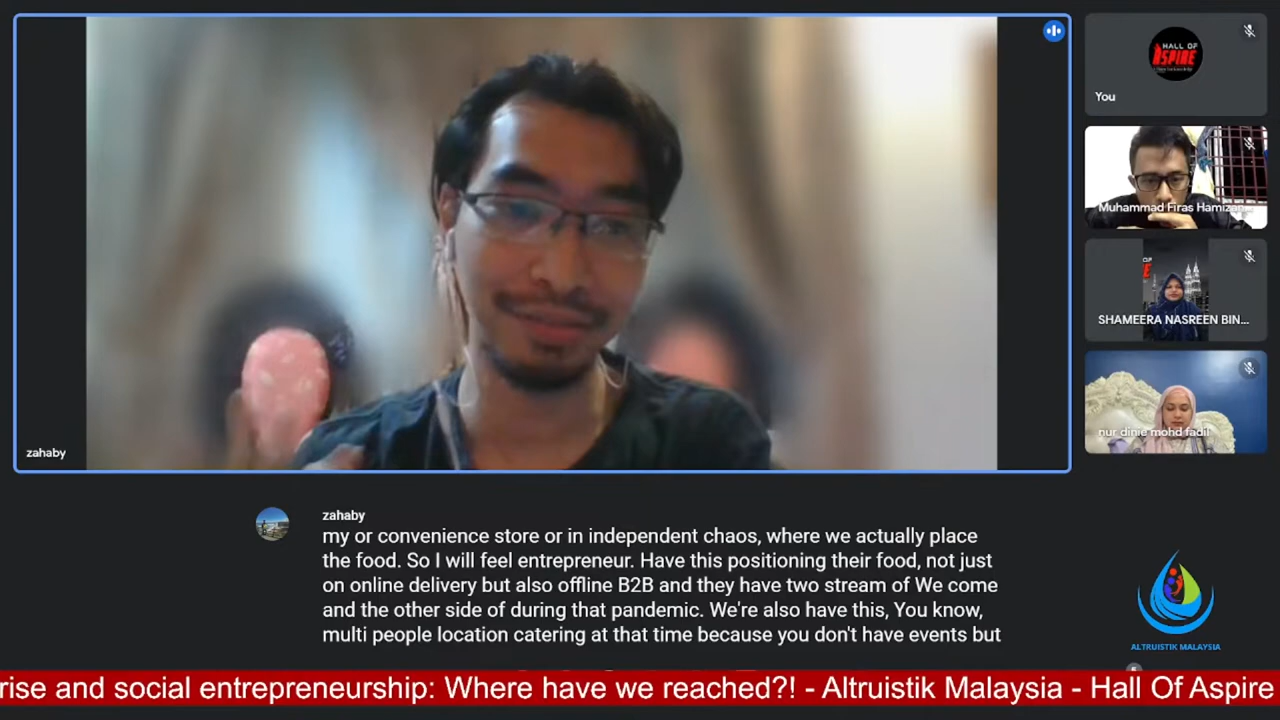 HALL OF
ASPIRE
You
Muhammad Firas Hamizan...
SHAMEERA NASREEN BIN...
nur dinie mohd fadil
zahaby
zahaby
my or convenience store or in independent chaos, where we actually place
the food. So I will feel entrepreneur. Have this positioning their food, not just
on online delivery but also offline B2B and they have two stream of We come
and the other side of during that pandemic. We're also have this, You know,
multi people location catering at that time because you don't have events but
ALTRUISTIK MALAYSIA
rise and social entrepreneurship: Where have we reached?! - Altruistik Malaysia - Hall Of Aspire